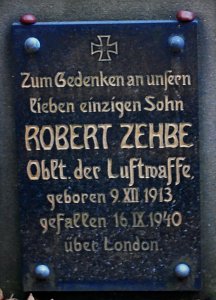 Zum Gedenken an unsern
lieben einzigen Sohn
ROBERT ZEHBE
Oblt. der Luftwaffe,
geboren 9.XII 1913,
gefallen 16.IX 1940
über London.